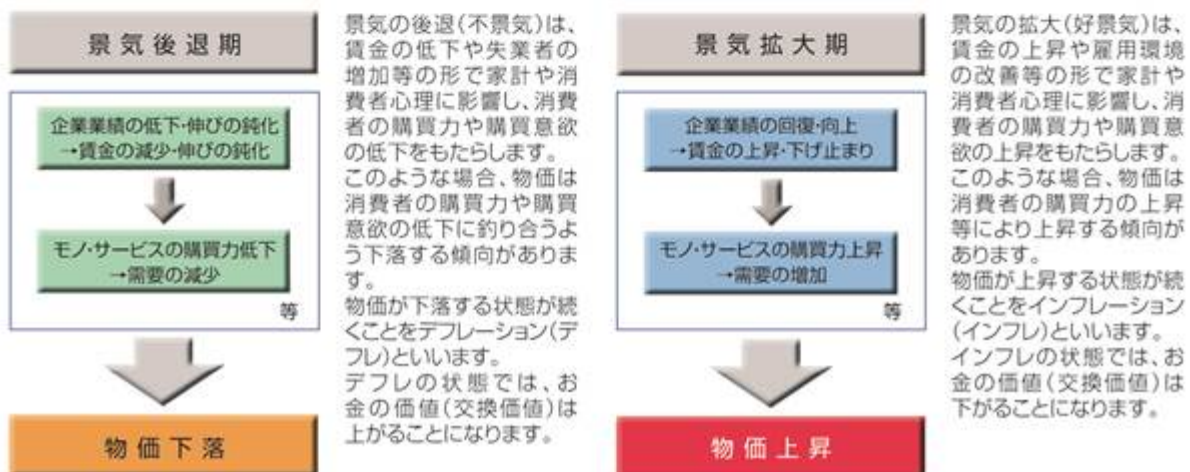 景気後退期
企業業績の低下・伸びの鈍化
→賃金の減少・伸びの鈍化
モノ・サービスの購買力低下
→需要の減少
等
物価下落
景気の後退(不景気)は、
賃金の低下や失業者の
増加等の形で家計や消
費者心理に影響し、消費
者の購買力や購買意欲
の低下をもたらします。
このような場合、物価は
消費者の購買力や購買
意欲の低下に釣り合うよ
う下落する傾向がありま
す。
物価が下落する状態が続
くことをデフレーション(デ
フレ)といいます。
デフレの状態では、お
金の価値(交換価値)は
上がることになります。
景気拡大期
企業業績の回復・向上
→賃金の上昇・下げ止まり
モノ・サービスの購買力上昇
→需要の増加
等
物価上昇
景気の拡大(好景気)は、
賃金の上昇や雇用環境
の改善等の形で家計や
消費者心理に影響し、消
費者の購買力や購買意
欲の上昇をもたらします。
このような場合、物価は
消費者の購買力の上昇
等により上昇する傾向が
あります。
物価が上昇する状態が続
くことをインフレーション
(インフレ)といいます。
インフレの状態では、お
金の価値(交換価値)は
下がることになります。